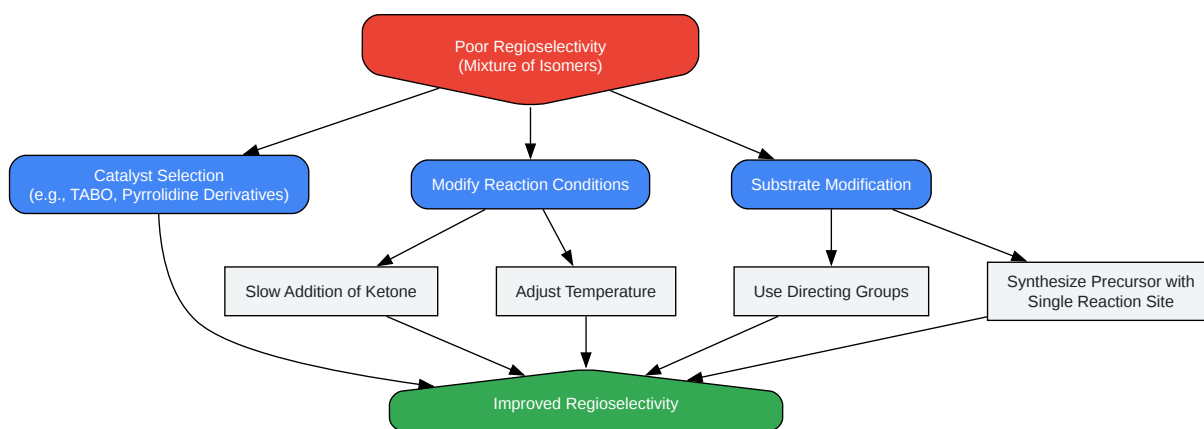 Poor Regioselectivity
(Mixture of Isomers)
Catalyst Selection
(e.g., TABO, Pyrrolidine Derivatives)
Modify Reaction Conditions
Substrate Modification
Slow Addition of Ketone
Adjust Temperature
Use Directing Groups
Synthesize Precursor with
Single Reaction Site
Improved Regioselectivity